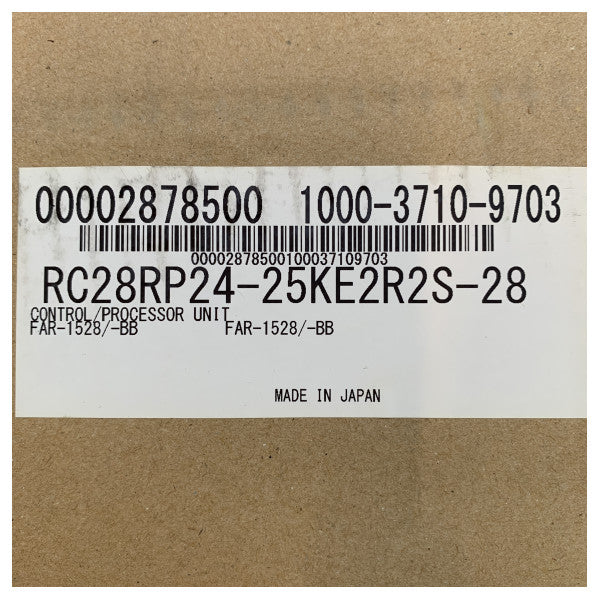 00002878500 1000-3710-9703
00002878500100037109703
RC28RP24-25KE2R2S-28
CONTROL/PROCESSOR UNIT
FAR-1528/-BB FAR-1528/-BB
MADE IN JAPAN